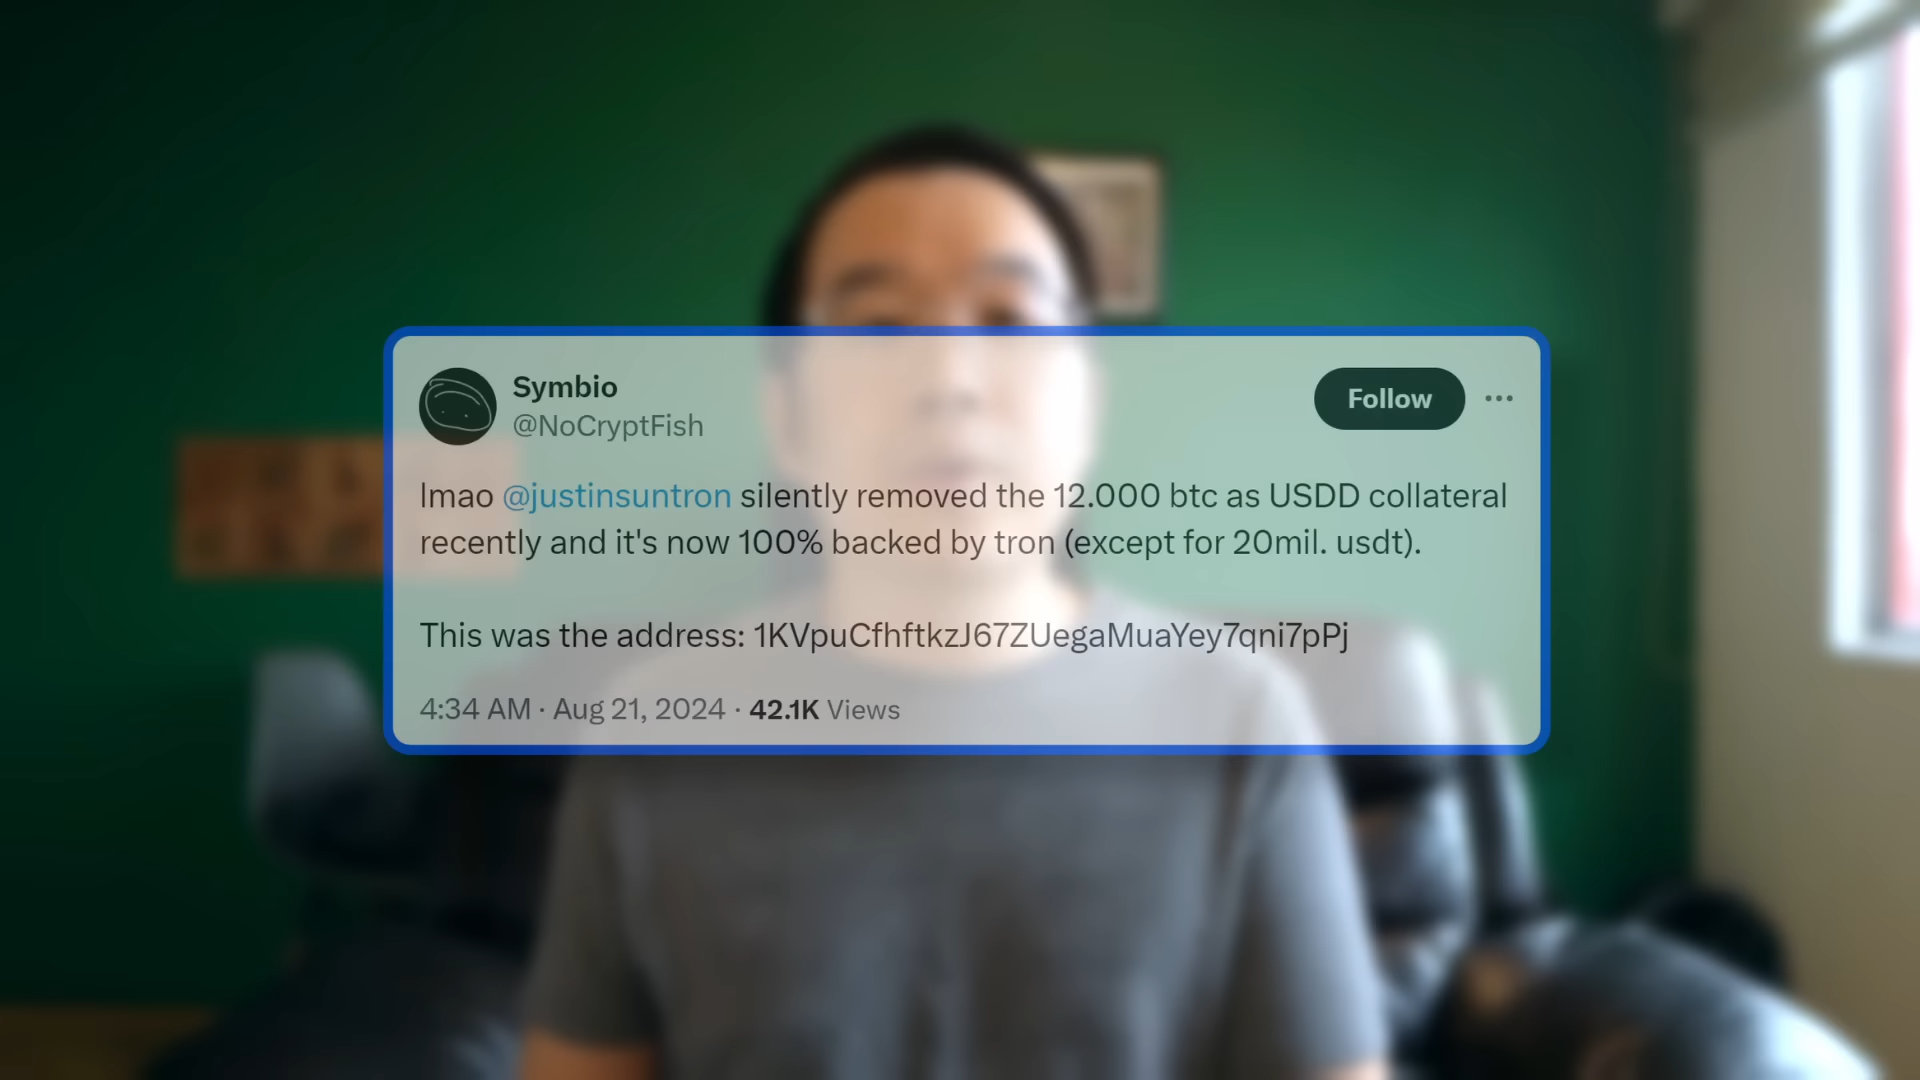 Symbio
@NoCryptFish
Follow
lmao @justinsuntron silently removed the 12.000 btc as USDD collateral
recently and it's now 100% backed by tron (except for 20mil. usdt).
This was the address: 1KVpuCfhftkzJ67ZUegaMuaYey7qni7pPj
4:34 AM · Aug 21, 2024 · 42.1K Views